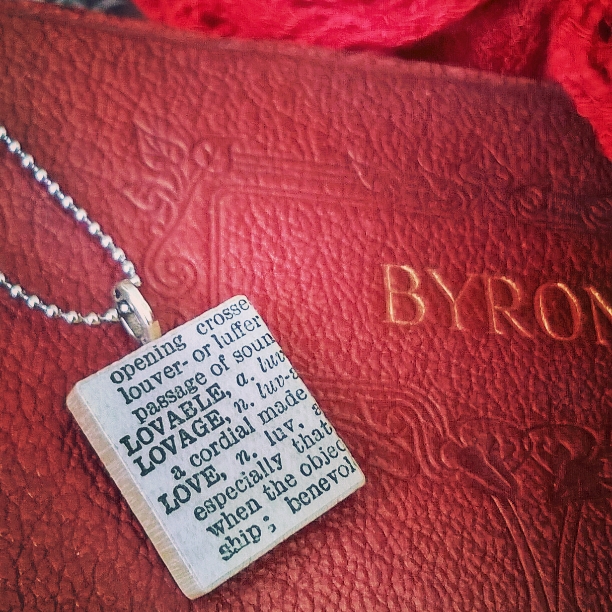 opening crosse
louver- or luffer
passage of soun
LOVABLE, a. luv
LOVAGE, n. luv-a
a cordial made
LOVE, n. luv, a
especially that
when the objec
ship; benevol
BYRON